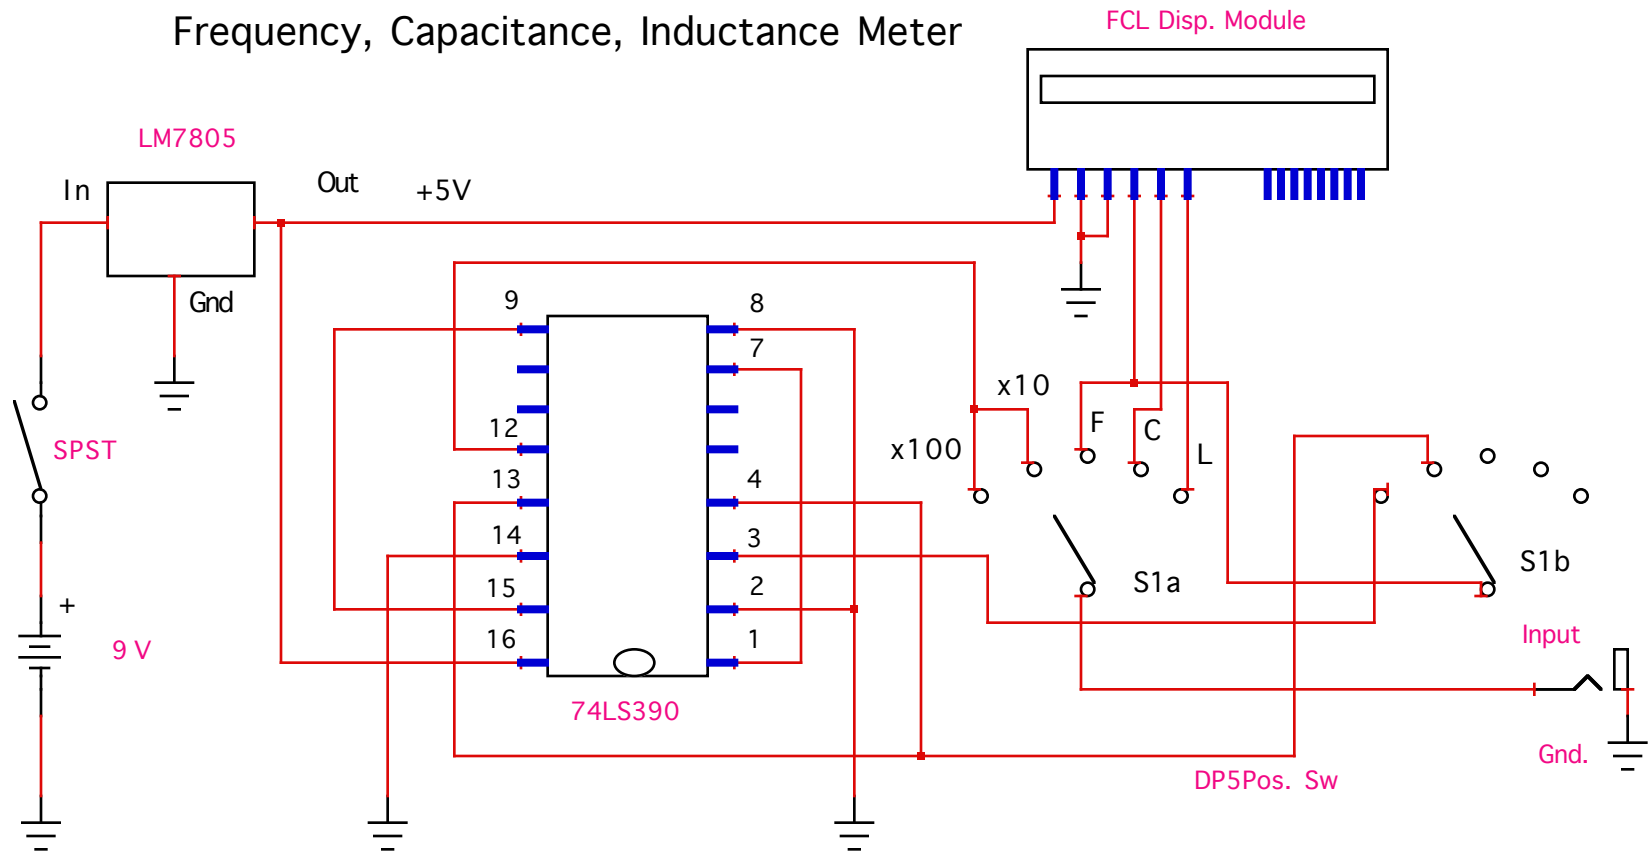 Frequency, Capacitance, Inductance Meter
FCL Disp. Module
LM7805
In
Out
+5V
Gnd
9
8
7
x10
F
C
L
12
x100
SPST
13
4
14
3
S1a
S1b
15
2
+
9 V
16
1
Input
74LS390
Gnd.
DP5Pos. Sw